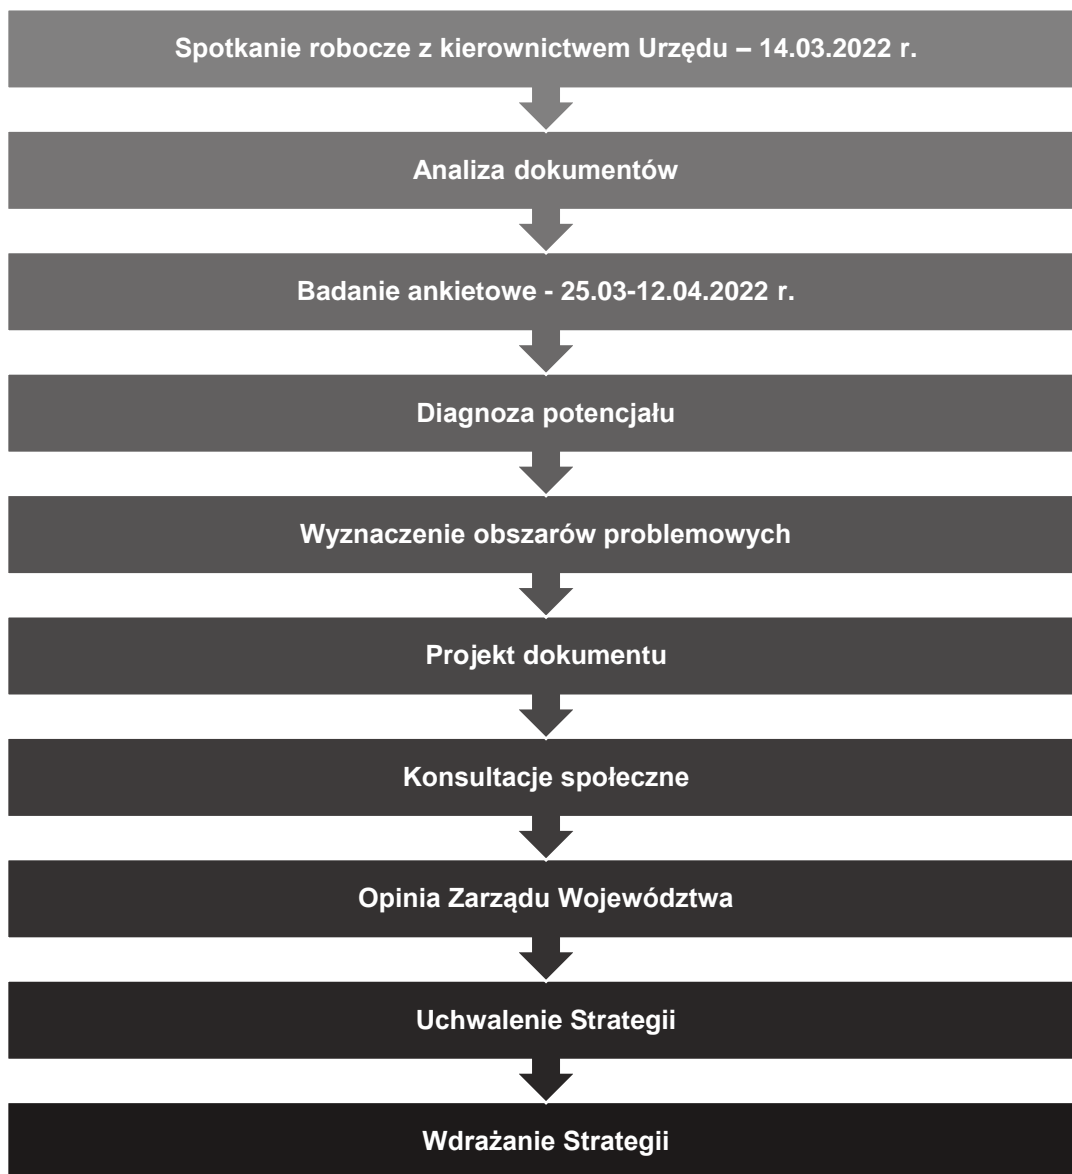 Spotkanie robocze z kierownictwem Urzędu – 14.03.2022 r.
Analiza dokumentów
Badanie ankietowe - 25.03-12.04.2022 r.
Diagnoza potencjału
Wyznaczenie obszarów problemowych
Projekt dokumentu
Konsultacje społeczne
Opinia Zarządu Województwa
Uchwalenie Strategii
Wdrażanie Strategii